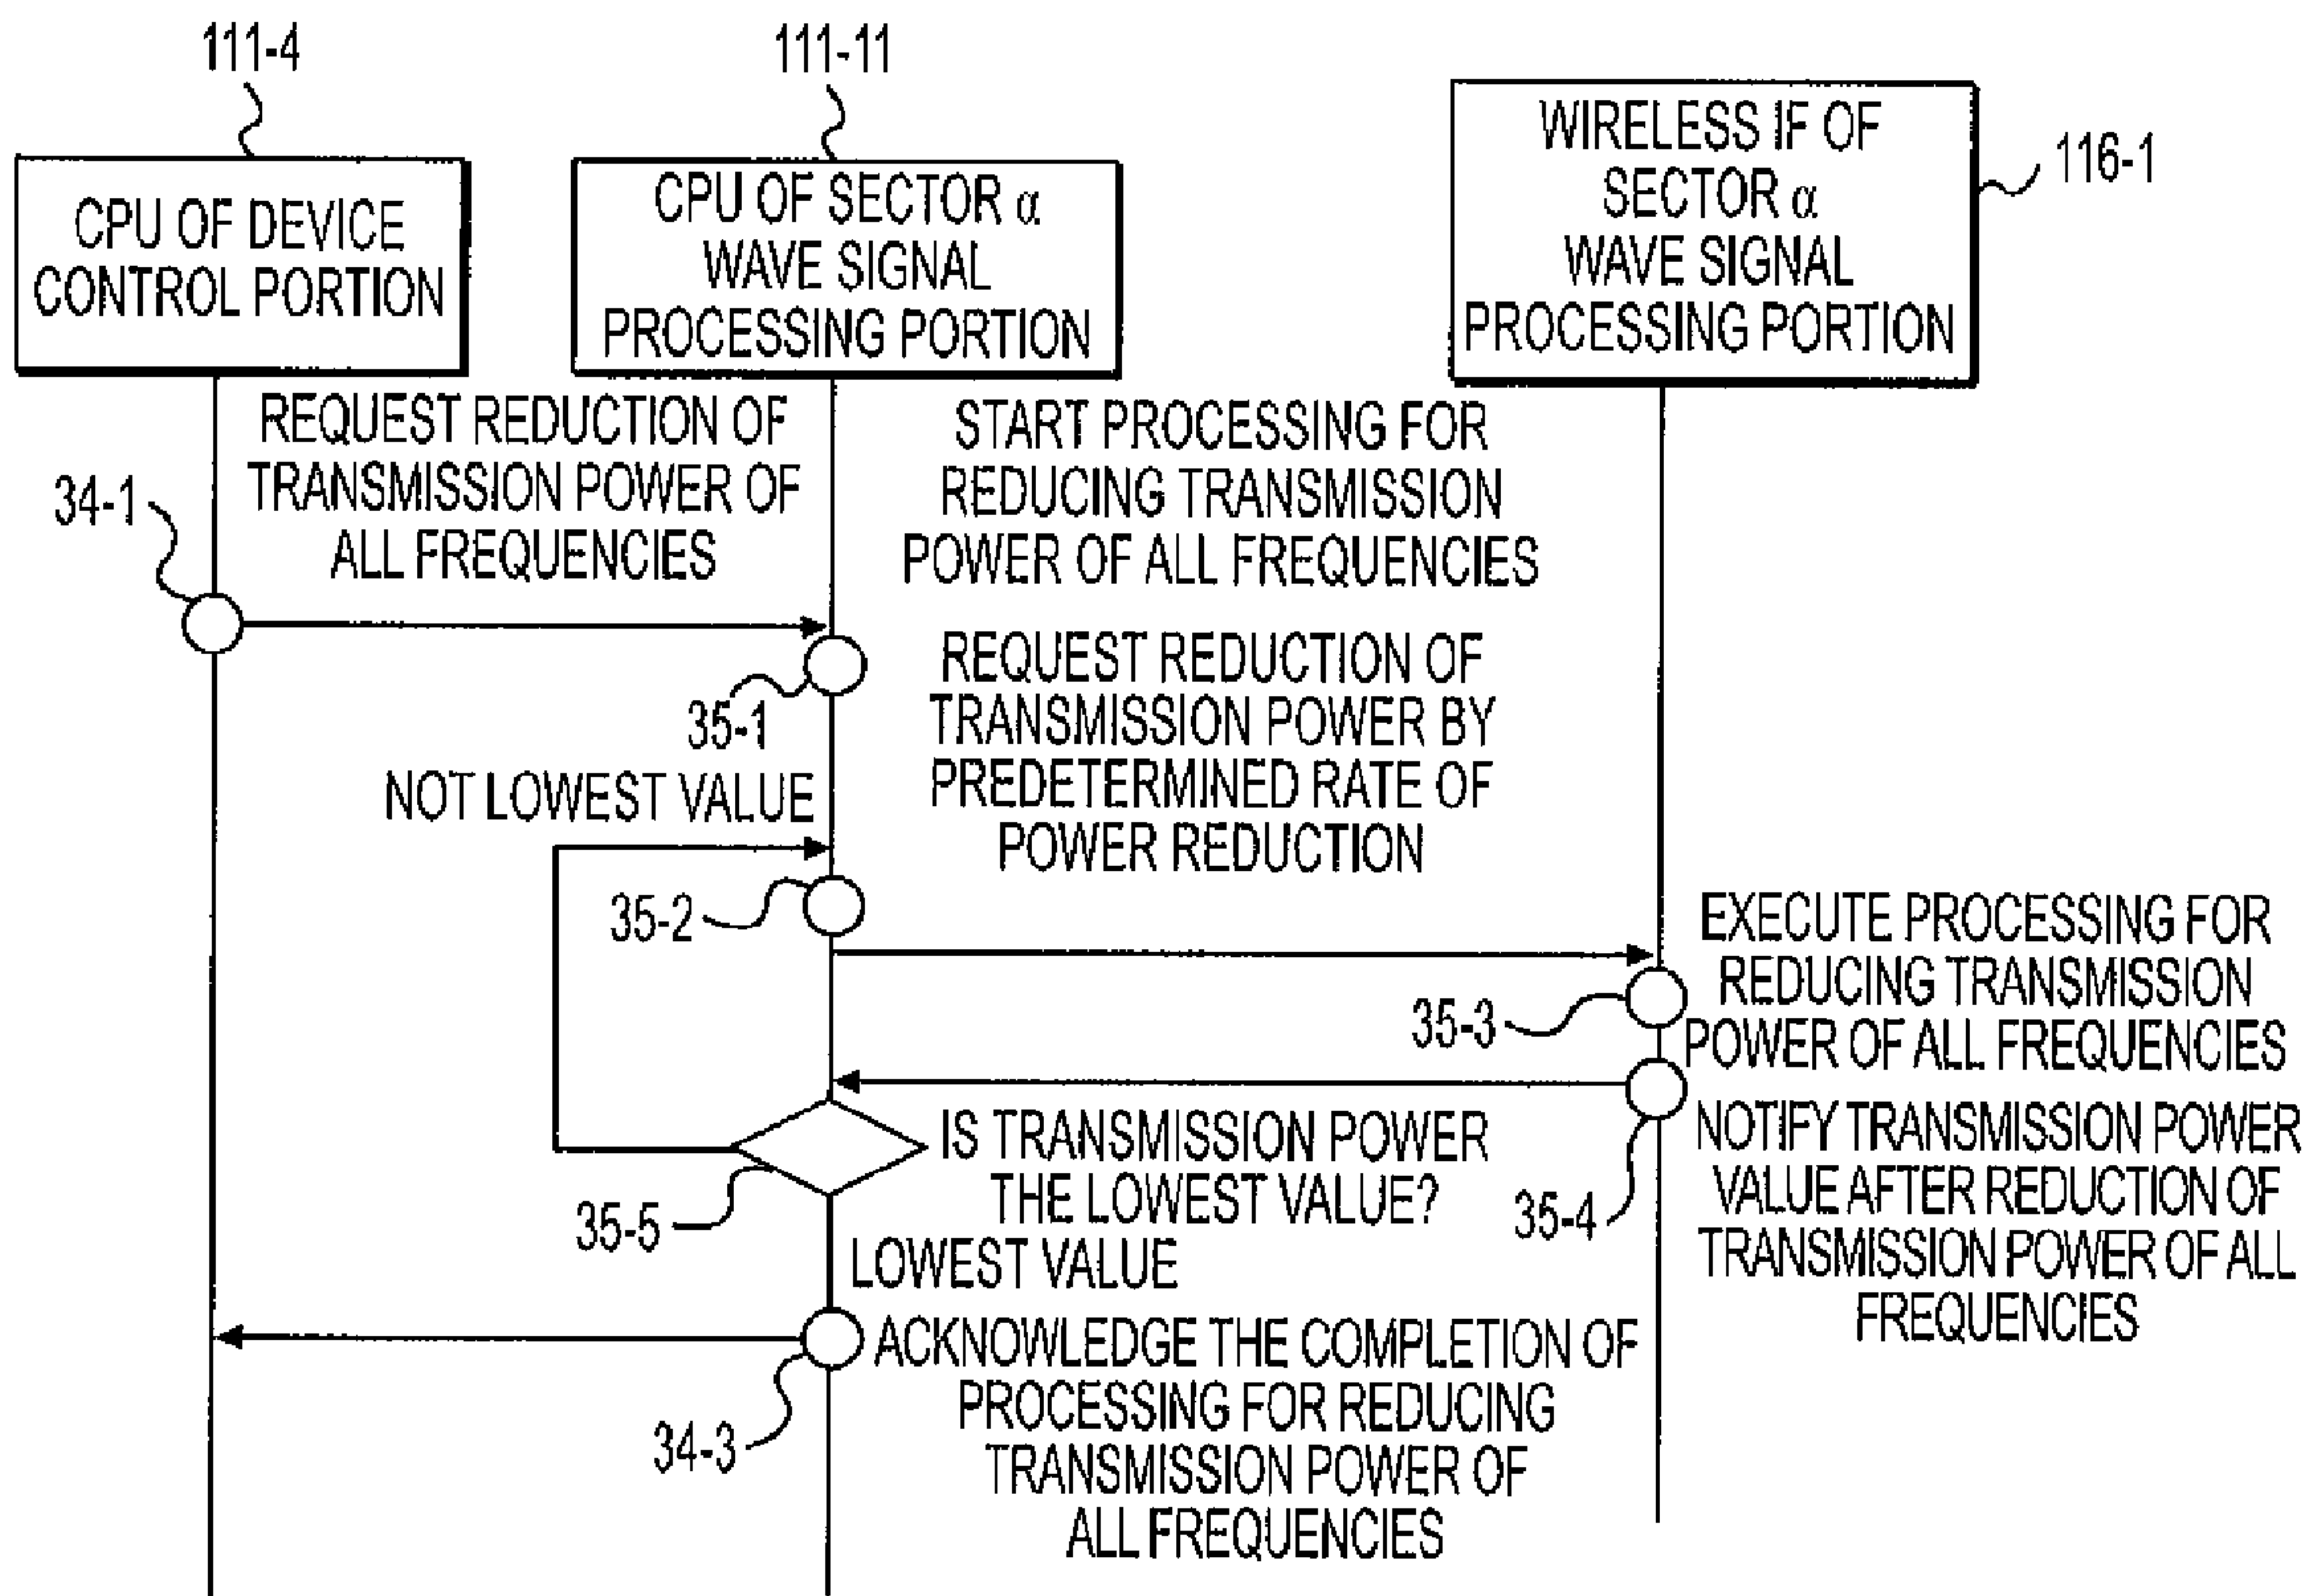 111-4
111-11
116-1
CPU OF DEVICE
CONTROL PORTION
CPU OF SECTOR α
WAVE SIGNAL
PROCESSING PORTION
WIRELESS IF OF
SECTOR α
WAVE SIGNAL
PROCESSING PORTION
REQUEST REDUCTION OF
TRANSMISSION POWER OF
ALL FREQUENCIES
34-1
START PROCESSING FOR
REDUCING TRANSMISSION
POWER OF ALL FREQUENCIES
35-1
REQUEST REDUCTION OF
TRANSMISSION POWER BY
PREDETERMINED RATE OF
POWER REDUCTION
NOT LOWEST VALUE
35-2
EXECUTE PROCESSING FOR
REDUCING TRANSMISSION
POWER OF ALL FREQUENCIES
35-3
NOTIFY TRANSMISSION POWER
VALUE AFTER REDUCTION OF
TRANSMISSION POWER OF ALL
FREQUENCIES
35-4
IS TRANSMISSION POWER
THE LOWEST VALUE?
35-5
LOWEST VALUE
ACKNOWLEDGE THE COMPLETION OF
PROCESSING FOR REDUCING
TRANSMISSION POWER OF
ALL FREQUENCIES
34-3